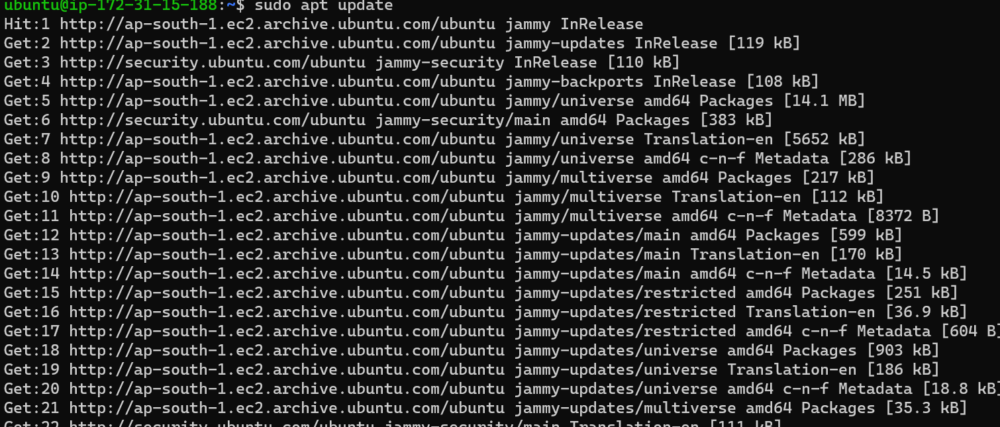 ubuntu@ip-172-31-15-188:~$ sudo apt update
Hit:1 http://ap-south-1.ec2.archive.ubuntu.com/ubuntu jammy InRelease
Get:2 http://ap-south-1.ec2.archive.ubuntu.com/ubuntu jammy-updates InRelease [119 kB]
Get:3 http://security.ubuntu.com/ubuntu jammy-security InRelease [110 kB]
Get:4 http://ap-south-1.ec2.archive.ubuntu.com/ubuntu jammy-backports InRelease [108 kB]
Get:5 http://ap-south-1.ec2.archive.ubuntu.com/ubuntu jammy/universe amd64 Packages [14.1 MB]
Get:6 http://security.ubuntu.com/ubuntu jammy-security/main amd64 Packages [383 kB]
Get:7 http://ap-south-1.ec2.archive.ubuntu.com/ubuntu jammy/universe Translation-en [5652 kB]
Get:8 http://ap-south-1.ec2.archive.ubuntu.com/ubuntu jammy/universe amd64 c-n-f Metadata [286 kB]
Get:9 http://ap-south-1.ec2.archive.ubuntu.com/ubuntu jammy/multiverse amd64 Packages [217 kB]
Get:10 http://ap-south-1.ec2.archive.ubuntu.com/ubuntu jammy/multiverse Translation-en [112 kB]
Get:11 http://ap-south-1.ec2.archive.ubuntu.com/ubuntu jammy/multiverse amd64 c-n-f Metadata [8372 B]
Get:12 http://ap-south-1.ec2.archive.ubuntu.com/ubuntu jammy-updates/main amd64 Packages [599 kB]
Get:13 http://ap-south-1.ec2.archive.ubuntu.com/ubuntu jammy-updates/main Translation-en [170 kB]
Get:14 http://ap-south-1.ec2.archive.ubuntu.com/ubuntu jammy-updates/main amd64 c-n-f Metadata [14.5 kB]
Get:15 http://ap-south-1.ec2.archive.ubuntu.com/ubuntu jammy-updates/restricted amd64 Packages [251 kB]
Get:16 http://ap-south-1.ec2.archive.ubuntu.com/ubuntu jammy-updates/restricted Translation-en [36.9 kB]
Get:17 http://ap-south-1.ec2.archive.ubuntu.com/ubuntu jammy-updates/restricted amd64 c-n-f Metadata [604 B]
Get:18 http://ap-south-1.ec2.archive.ubuntu.com/ubuntu jammy-updates/universe amd64 Packages [903 kB]
Get:19 http://ap-south-1.ec2.archive.ubuntu.com/ubuntu jammy-updates/universe Translation-en [186 kB]
Get:20 http://ap-south-1.ec2.archive.ubuntu.com/ubuntu jammy-updates/universe amd64 c-n-f Metadata [18.8 kB]
Get:21 http://ap-south-1.ec2.archive.ubuntu.com/ubuntu jammy-updates/multiverse amd64 Packages [35.3 kB]
Get:22 http://security.ubuntu.com/ubuntu jammy-security/main Translation-en [111 kB]